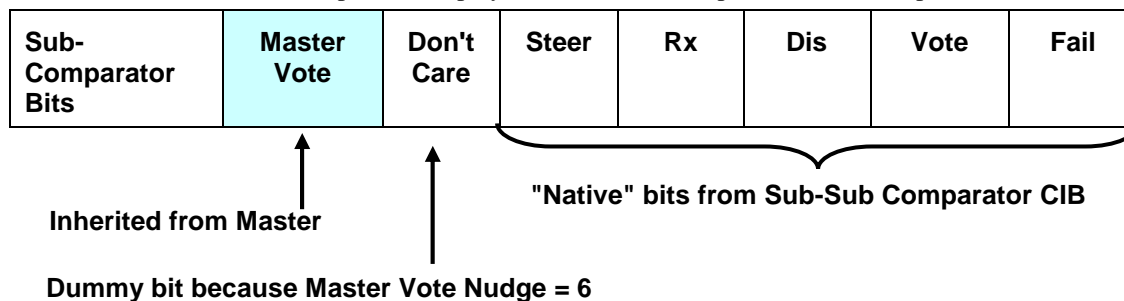 Sub-Comparator Bits Master Vote Don't Care Steer Rx Dis Vote Fail
Inherited from Master
"Native" bits from Sub-Sub Comparator CIB
Dummy bit because Master Vote Nudge = 6